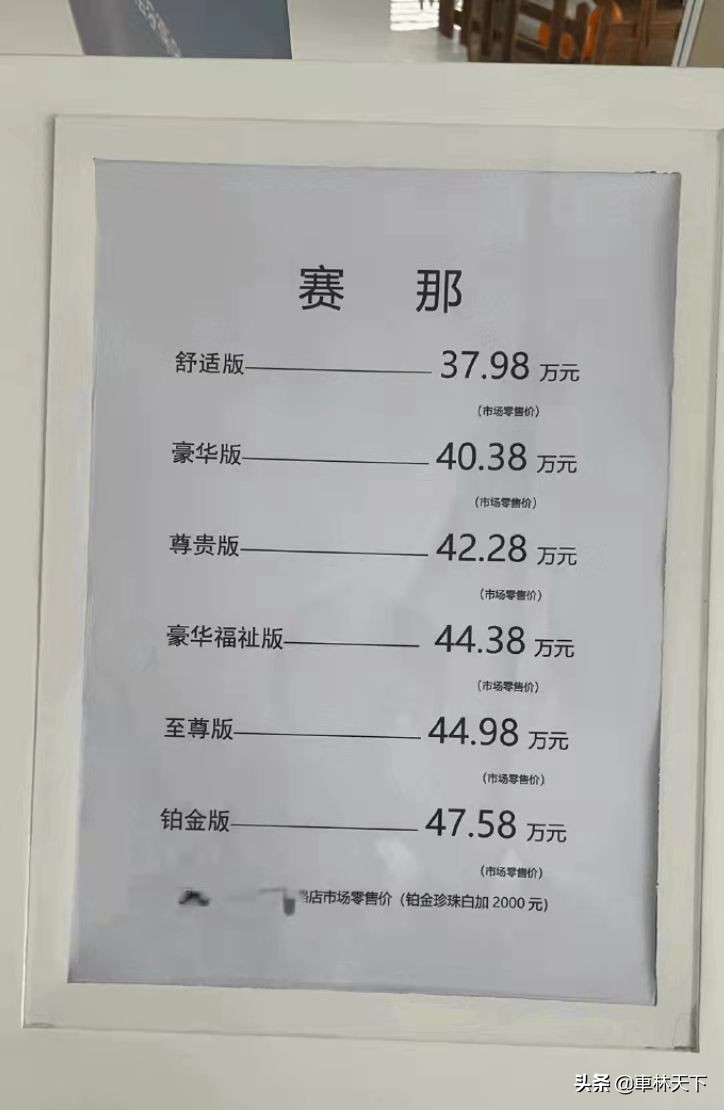 赛 那
舒适版 37.98 万元
(市场零售价)
豪华版 40.38 万元
(市场零售价)
尊贵版 42.28 万元
(市场零售价)
豪华福祉版 44.38 万元
(市场零售价)
至尊版 44.98 万元
(市场零售价)
铂金版 47.58 万元
(市场零售价)
店市场零售价（铂金珍珠白加 2000 元)
头条 @車林天下